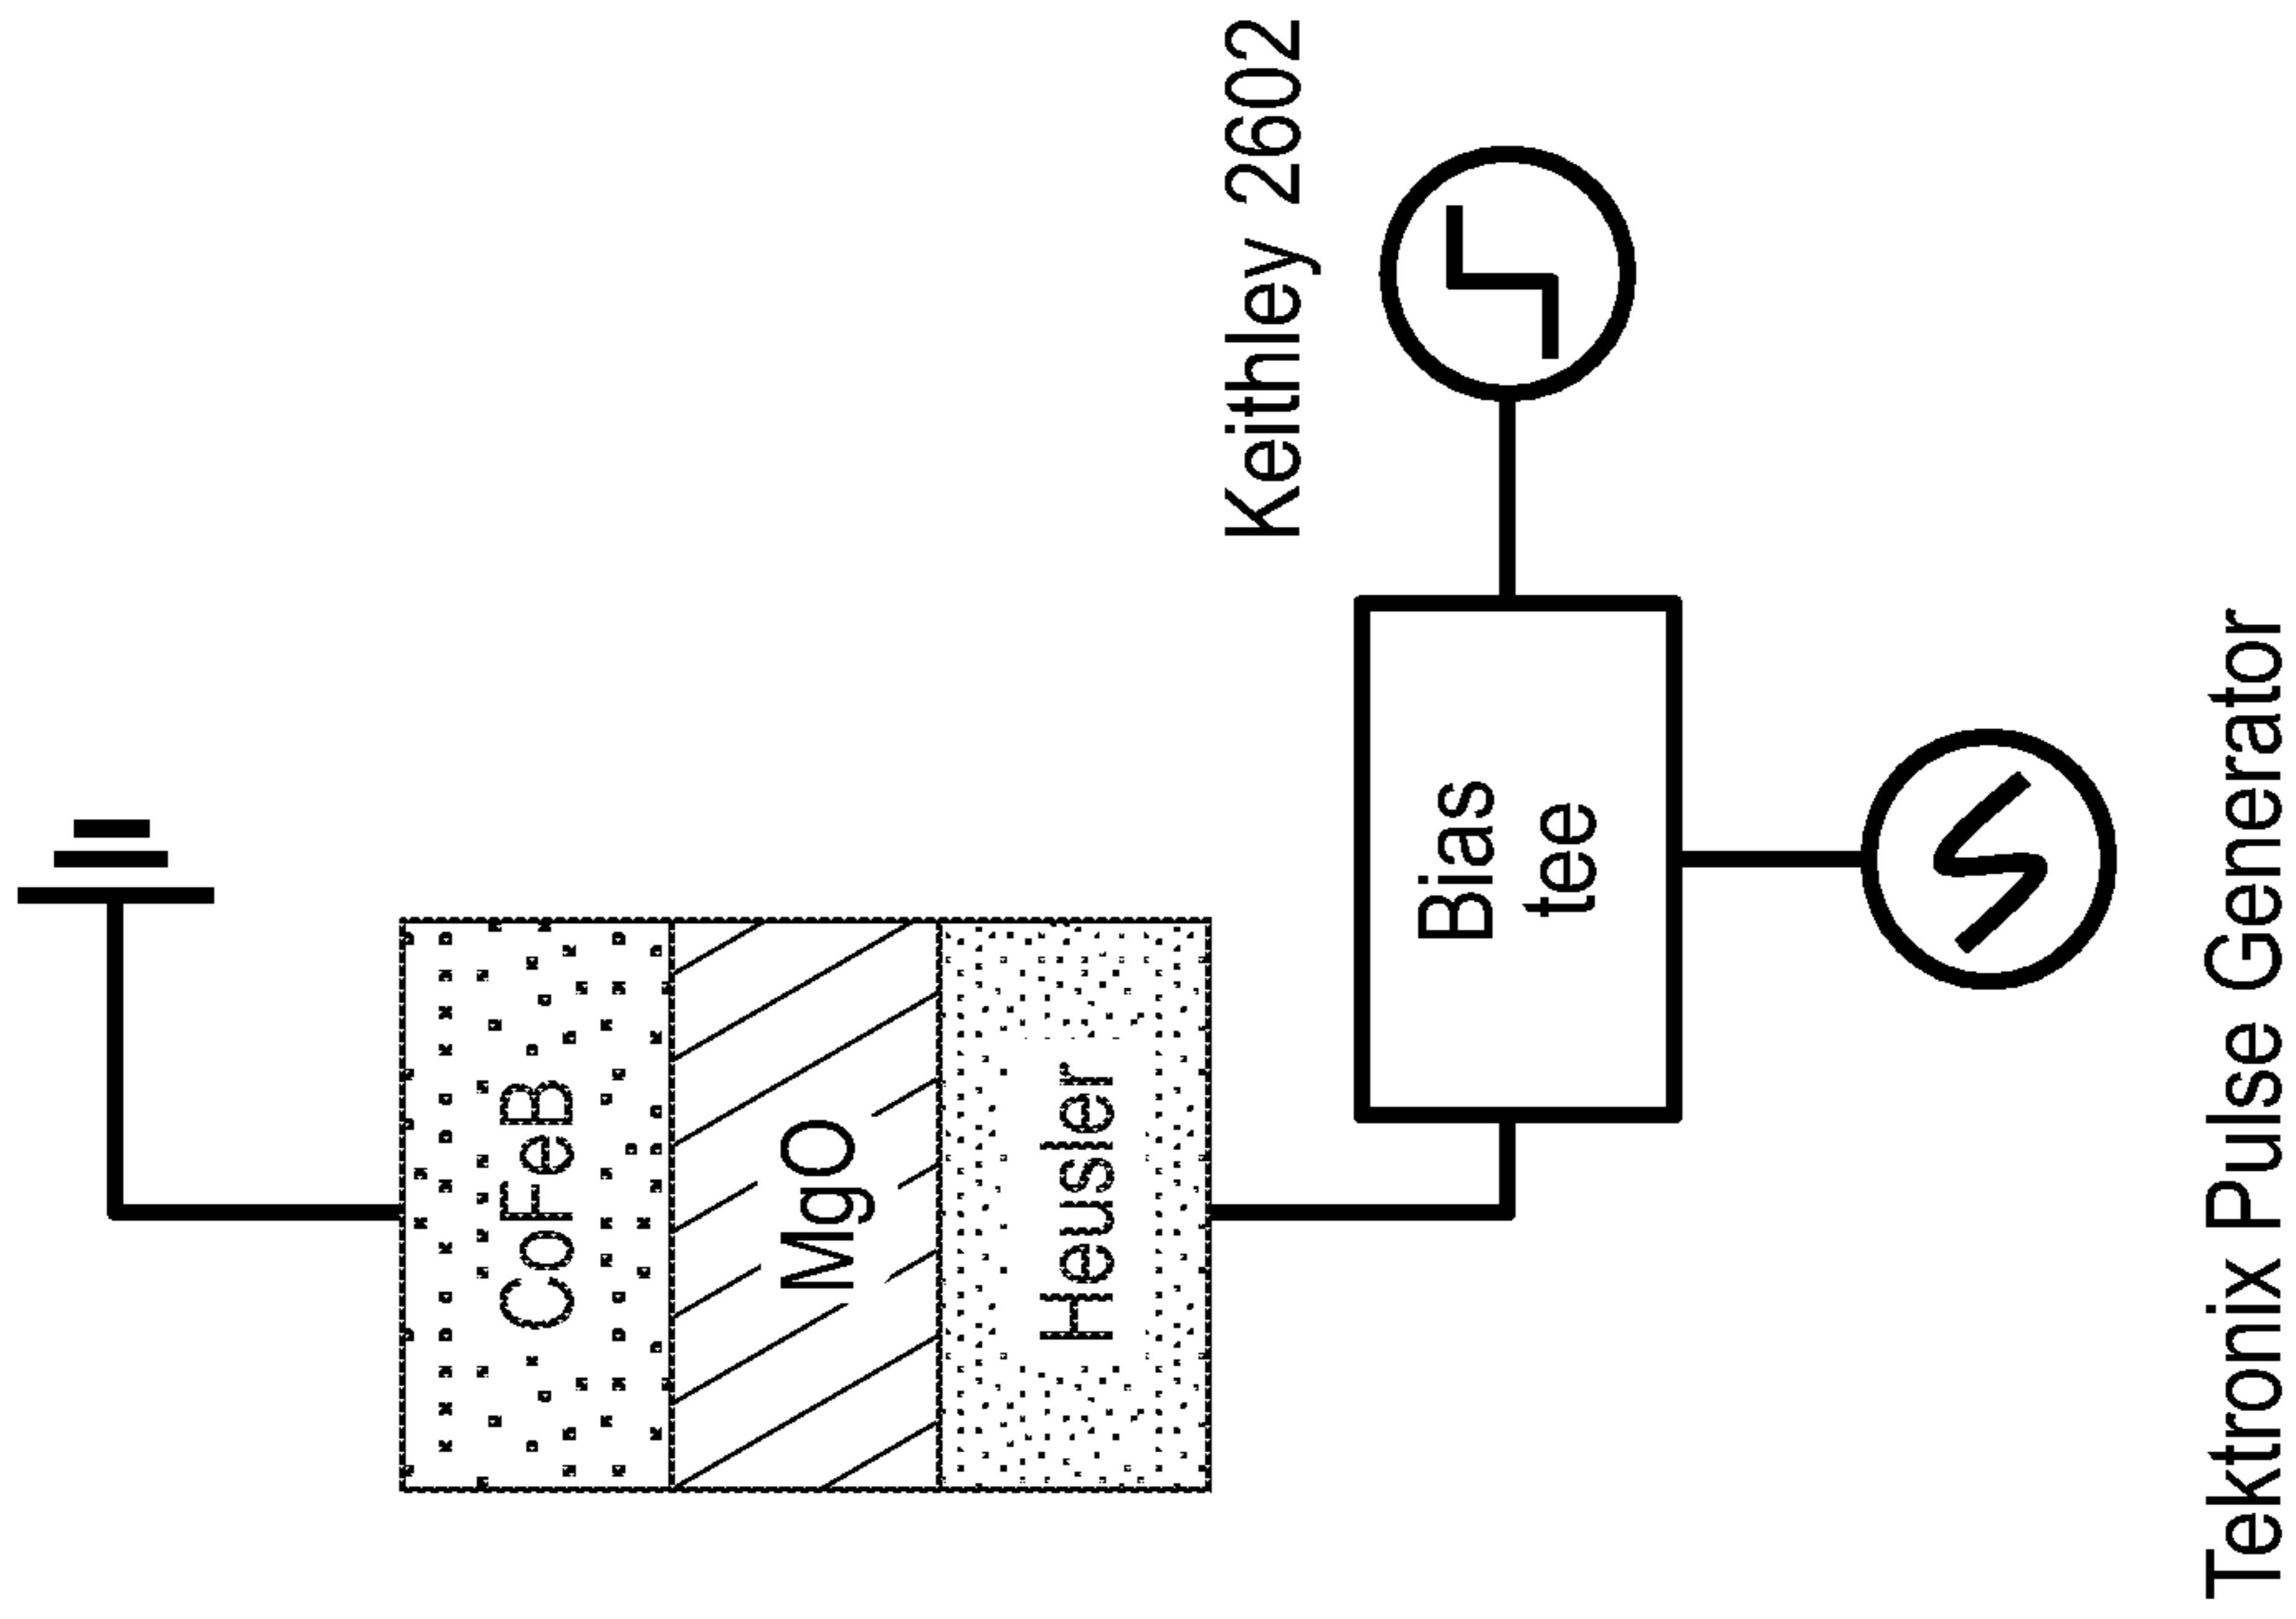 CoFeB
MgO
Heusler
Keithley 2602
Bias
tee
Tektronix Pulse Generator